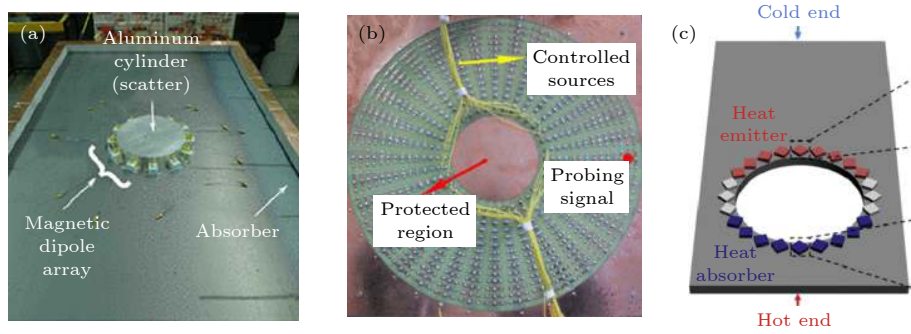 (a)
Aluminum
cylinder
(scatter)
Magnetic
dipole
array
Absorber
(b)
Controlled
sources
Probing
signal
Protected
region
(c)
Cold end
Heat
emitter
Heat
absorber
Hot end